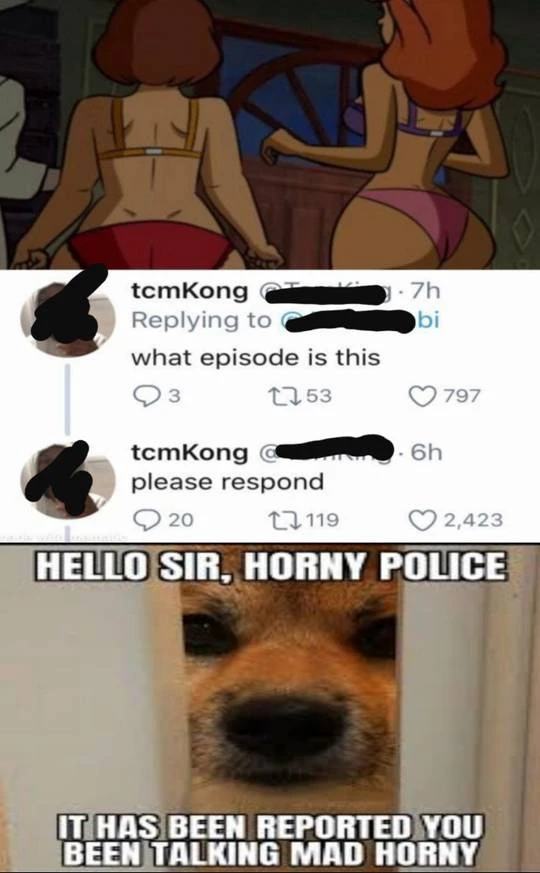 tcmKong · 7h
Replying to bi
what episode is this
3 53 797
tcmKong @ · 6h
please respond
20 119 2,423
HELLO SIR, HORNY POLICE
IT HAS BEEN REPORTED YOU
BEEN TALKING MAD HORNY